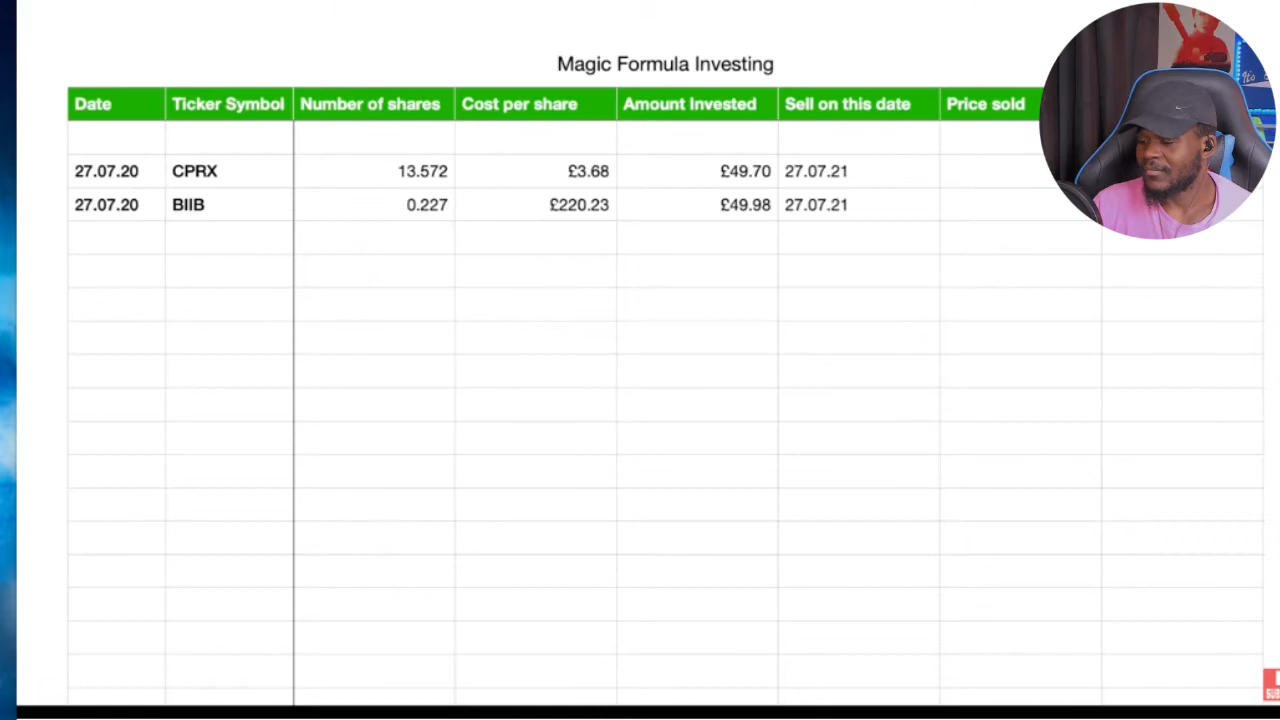 Magic Formula Investing
Date Ticker Symbol Number of shares Cost per share Amount Invested Sell on this date Price sold
27.07.20 CPRX 13.572 £3.68 £49.70 27.07.21
27.07.20 BIIB 0.227 £220.23 £49.98 27.07.21